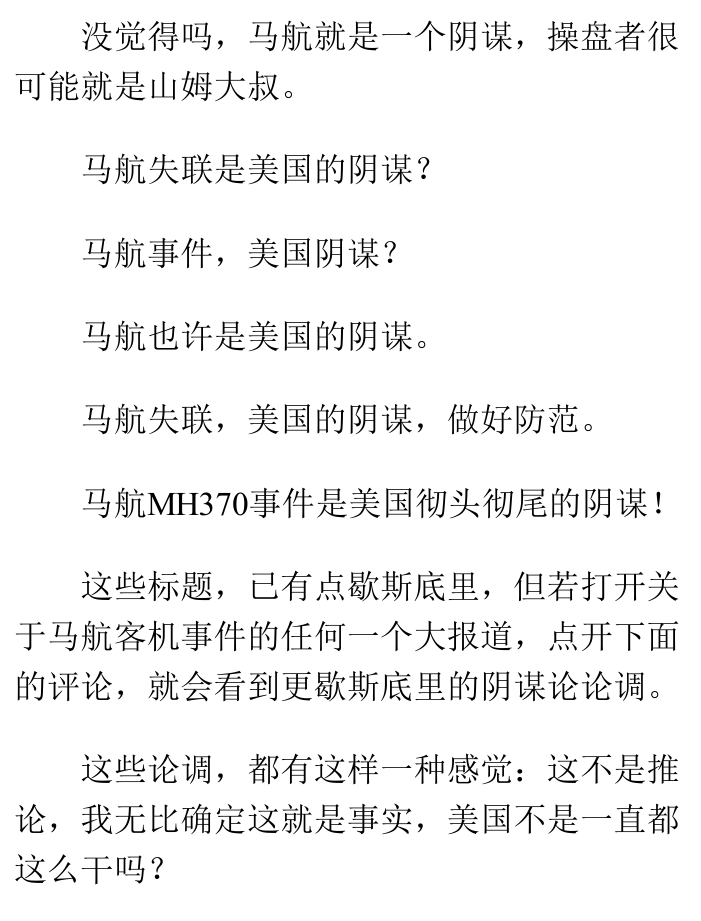 没觉得吗，马航就是一个阴谋，操盘者很
可能就是山姆大叔。
马航失联是美国的阴谋？
马航事件，美国阴谋？
马航也许是美国的阴谋。
马航失联，美国的阴谋，做好防范。
马航MH370事件是美国彻头彻尾的阴谋！
这些标题，已有点歇斯底里，但若打开关
于马航客机事件的任何一个大报道，点开下面
的评论，就会看到更歇斯底里的阴谋论论调。
这些论调，都有这样一种感觉：这不是推
论，我无比确定这就是事实，美国不是一直都
这么干吗？